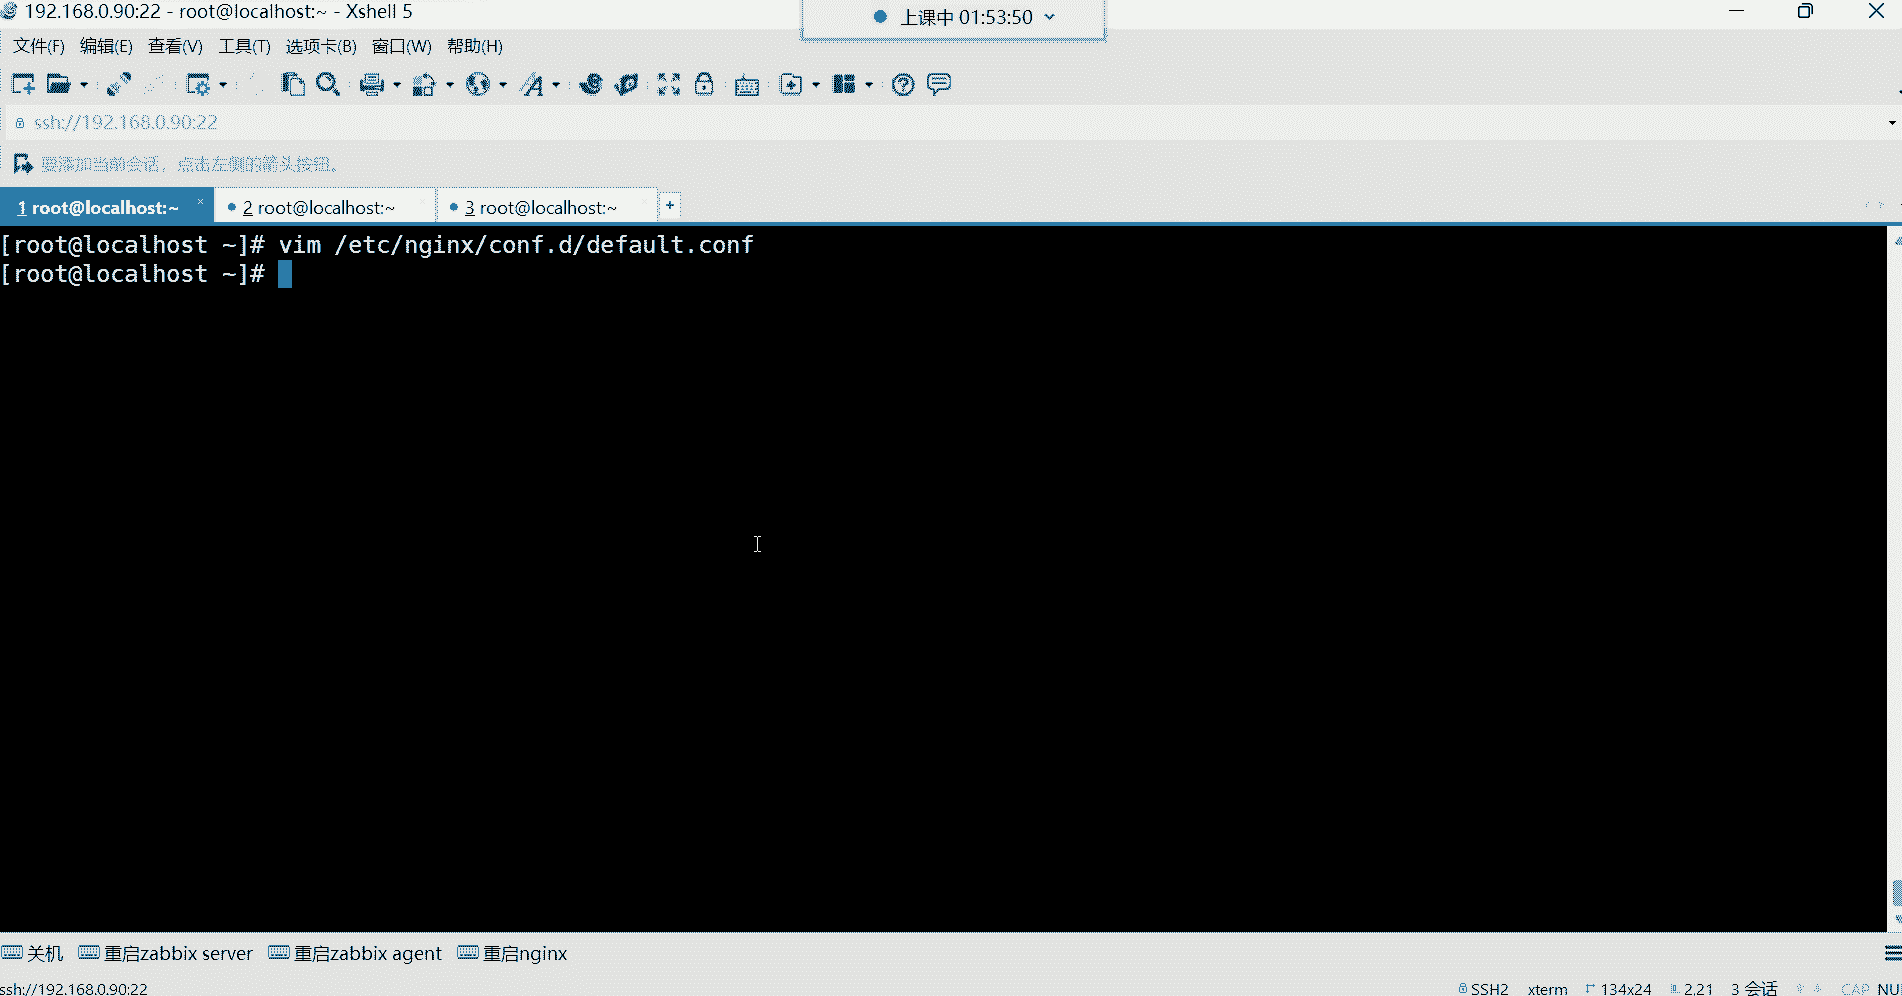 192.168.0.90:22 - root@localhost:~ - Xshell 5
上课中 01:53:50
文件(F) 编辑(E) 查看(V) 工具(T) 选项卡(B) 窗口(W) 帮助(H)
ssh://192.168.0.90:22
要添加当前会话，点击左侧的箭头按钮。
1 root@localhost:~ × 2 root@localhost:~ 3 root@localhost:~ +
[root@localhost ~]# vim /etc/nginx/conf.d/default.conf
[root@localhost ~]#
关机 重启zabbix server 重启zabbix agent 重启nginx
ssh://192.168.0.90:22 SSH2 xterm 134x24 2,21 3 会话 CAP NU